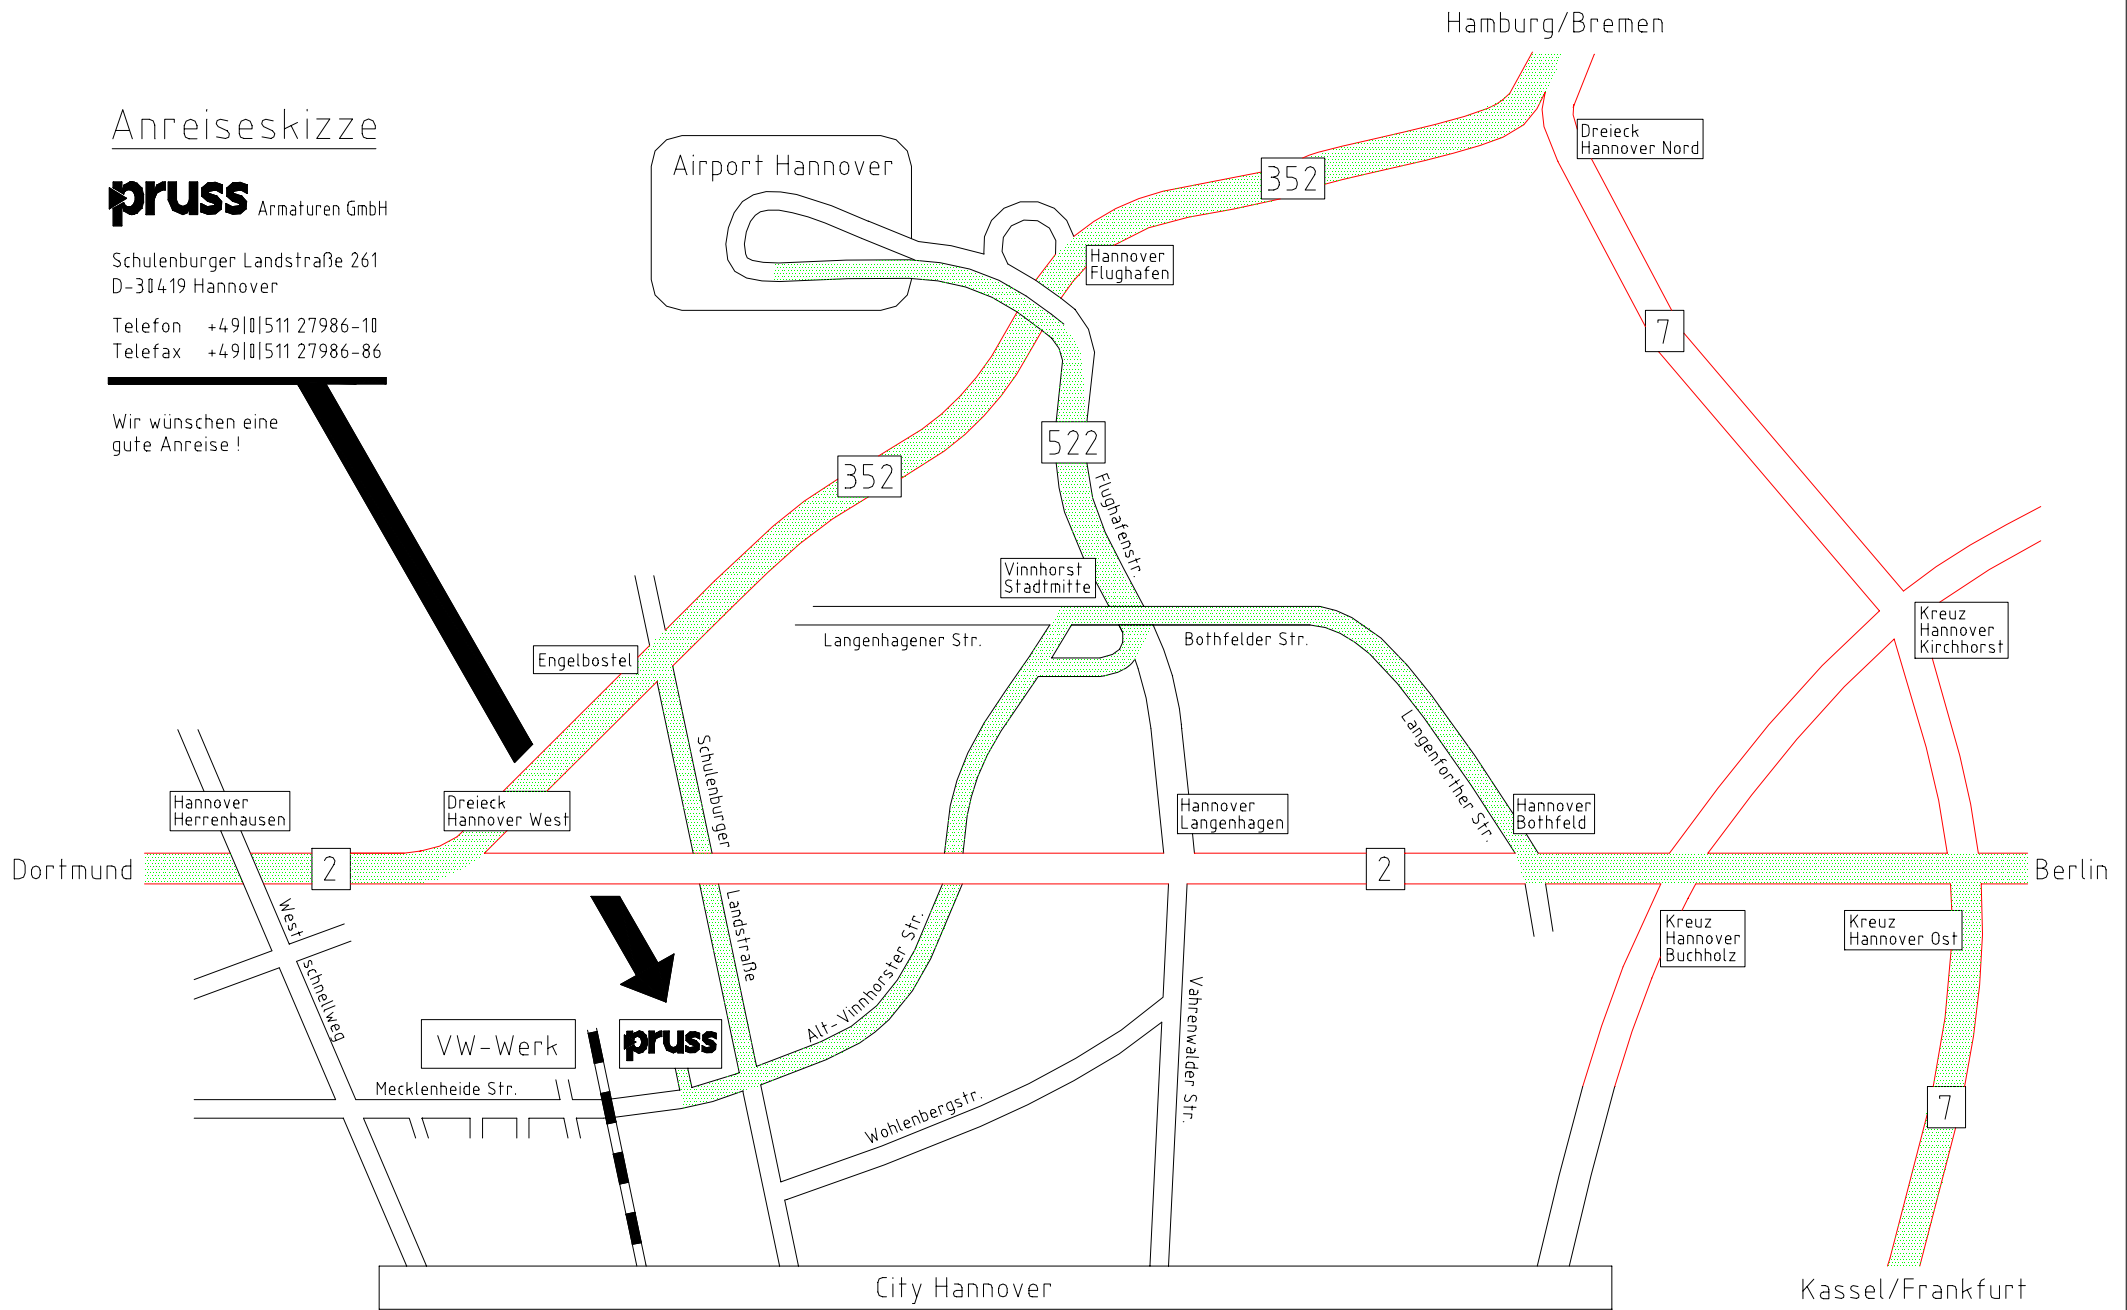 Hamburg/Bremen
Anreiseskizze
pruss Armaturen GmbH
Schulenburger Landstraße 261
D-30419 Hannover
Telefon +49|0|511 27986-10
Telefax +49|0|511 27986-86
Wir wünschen eine
gute Anreise !
Airport Hannover
Dreieck
Hannover Nord
352
Hannover
Flughafen
7
522
352
Flughafenstr.
Vinnhorst
Stadtmitte
Langenhagener Str.
Bothfelder Str.
Kreuz
Hannover
Kirchhorst
Engelbostel
Schulenburger
Langenforther Str.
Hannover
Herrenhausen
Dreieck
Hannover West
Hannover
Langenhagen
Hannover
Bothfeld
Dortmund
2
2
Berlin
West
schnellweg
Landstraße
Alt-Vinnhorster Str.
Kreuz
Hannover
Buchholz
Kreuz
Hannover Ost
VW-Werk
pruss
Vahrenwalder Str.
Mecklenheide Str.
Wohlenbergstr.
7
City Hannover
Kassel/Frankfurt